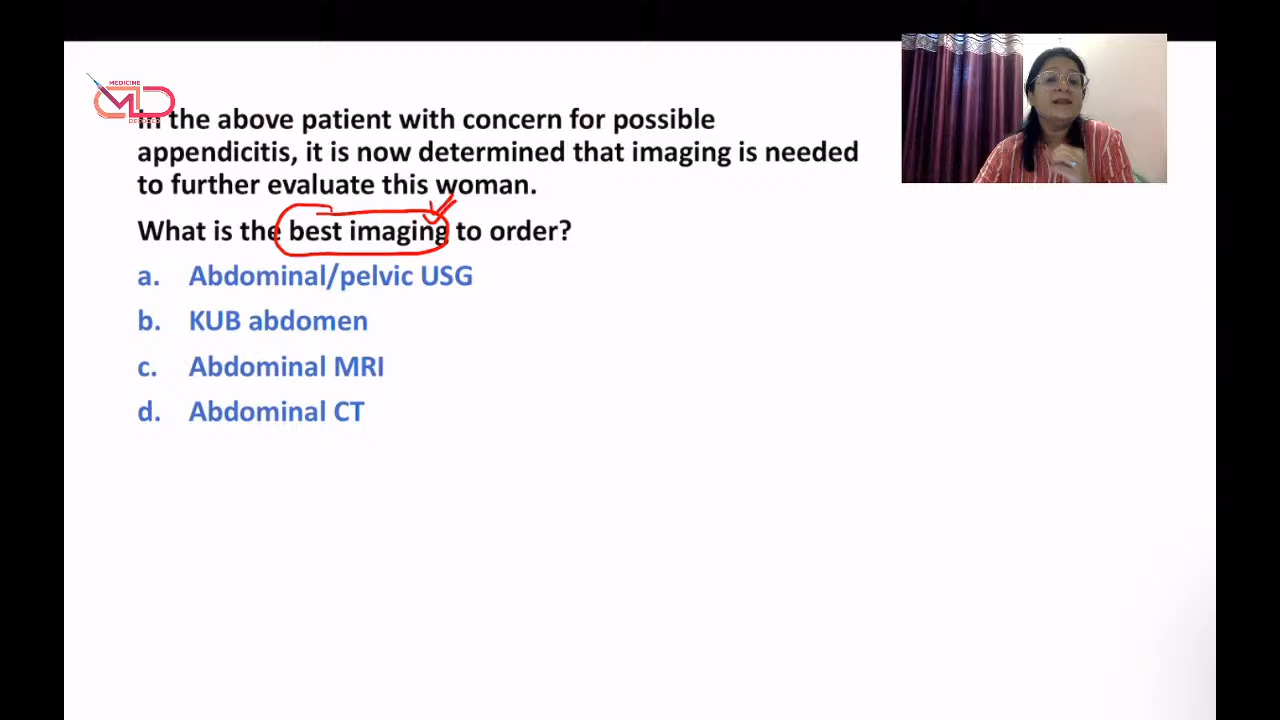 MEDICINE
MD
In the above patient with concern for possible
appendicitis, it is now determined that imaging is needed
to further evaluate this woman.
What is the best imaging to order?
a. Abdominal/pelvic USG
b. KUB abdomen
c. Abdominal MRI
d. Abdominal CT